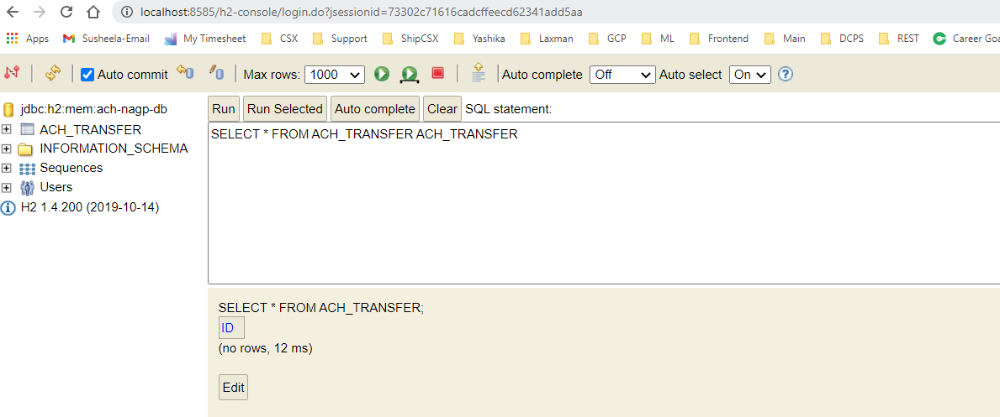 localhost:8585/h2-console/login.do?jsessionid=73302c71616cadcffeecd62341add5aa
Apps Susheela-Email My Timesheet CSX Support ShipCSX Yashika Laxman GCP ML Frontend Main DCPS REST Career Goa
Auto commit Max rows: 1000 Auto complete Off Auto select On
jdbc:h2:mem:ach-nagp-db
ACH_TRANSFER
INFORMATION_SCHEMA
Sequences
Users
H2 1.4.200 (2019-10-14)
Run Run Selected Auto complete Clear SQL statement:
SELECT * FROM ACH_TRANSFER ACH_TRANSFER
SELECT * FROM ACH_TRANSFER;
ID
(no rows, 12 ms)
Edit